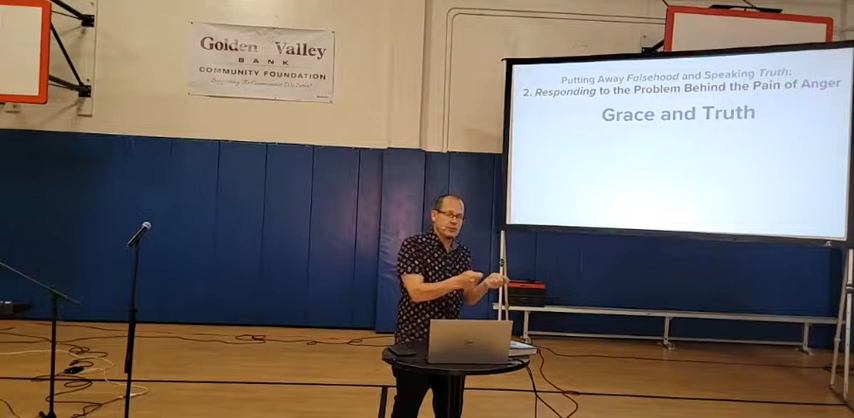 Golden Valley
BANK
COMMUNITY FOUNDATION
Putting Away Falsehood and Speaking Truth:
2. Responding to the Problem Behind the Pain of Anger
Grace and Truth
DELL